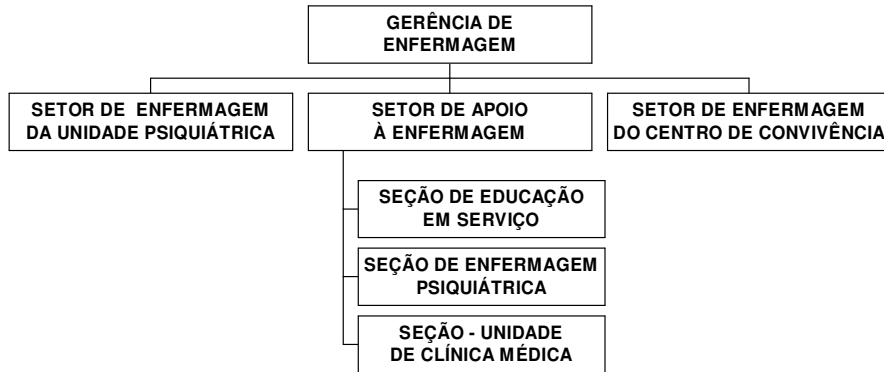 GERÊNCIA DE
ENFERMAGEM
SETOR DE ENFERMAGEM
DA UNIDADE PSIQUIÁTRICA
SETOR DE APOIO
À ENFERMAGEM
SETOR DE ENFERMAGEM
DO CENTRO DE CONVIVÊNCIA
SEÇÃO DE EDUCAÇÃO
EM SERVIÇO
SEÇÃO DE ENFERMAGEM
PSIQUIÁTRICA
SEÇÃO - UNIDADE
DE CLÍNICA MÉDICA